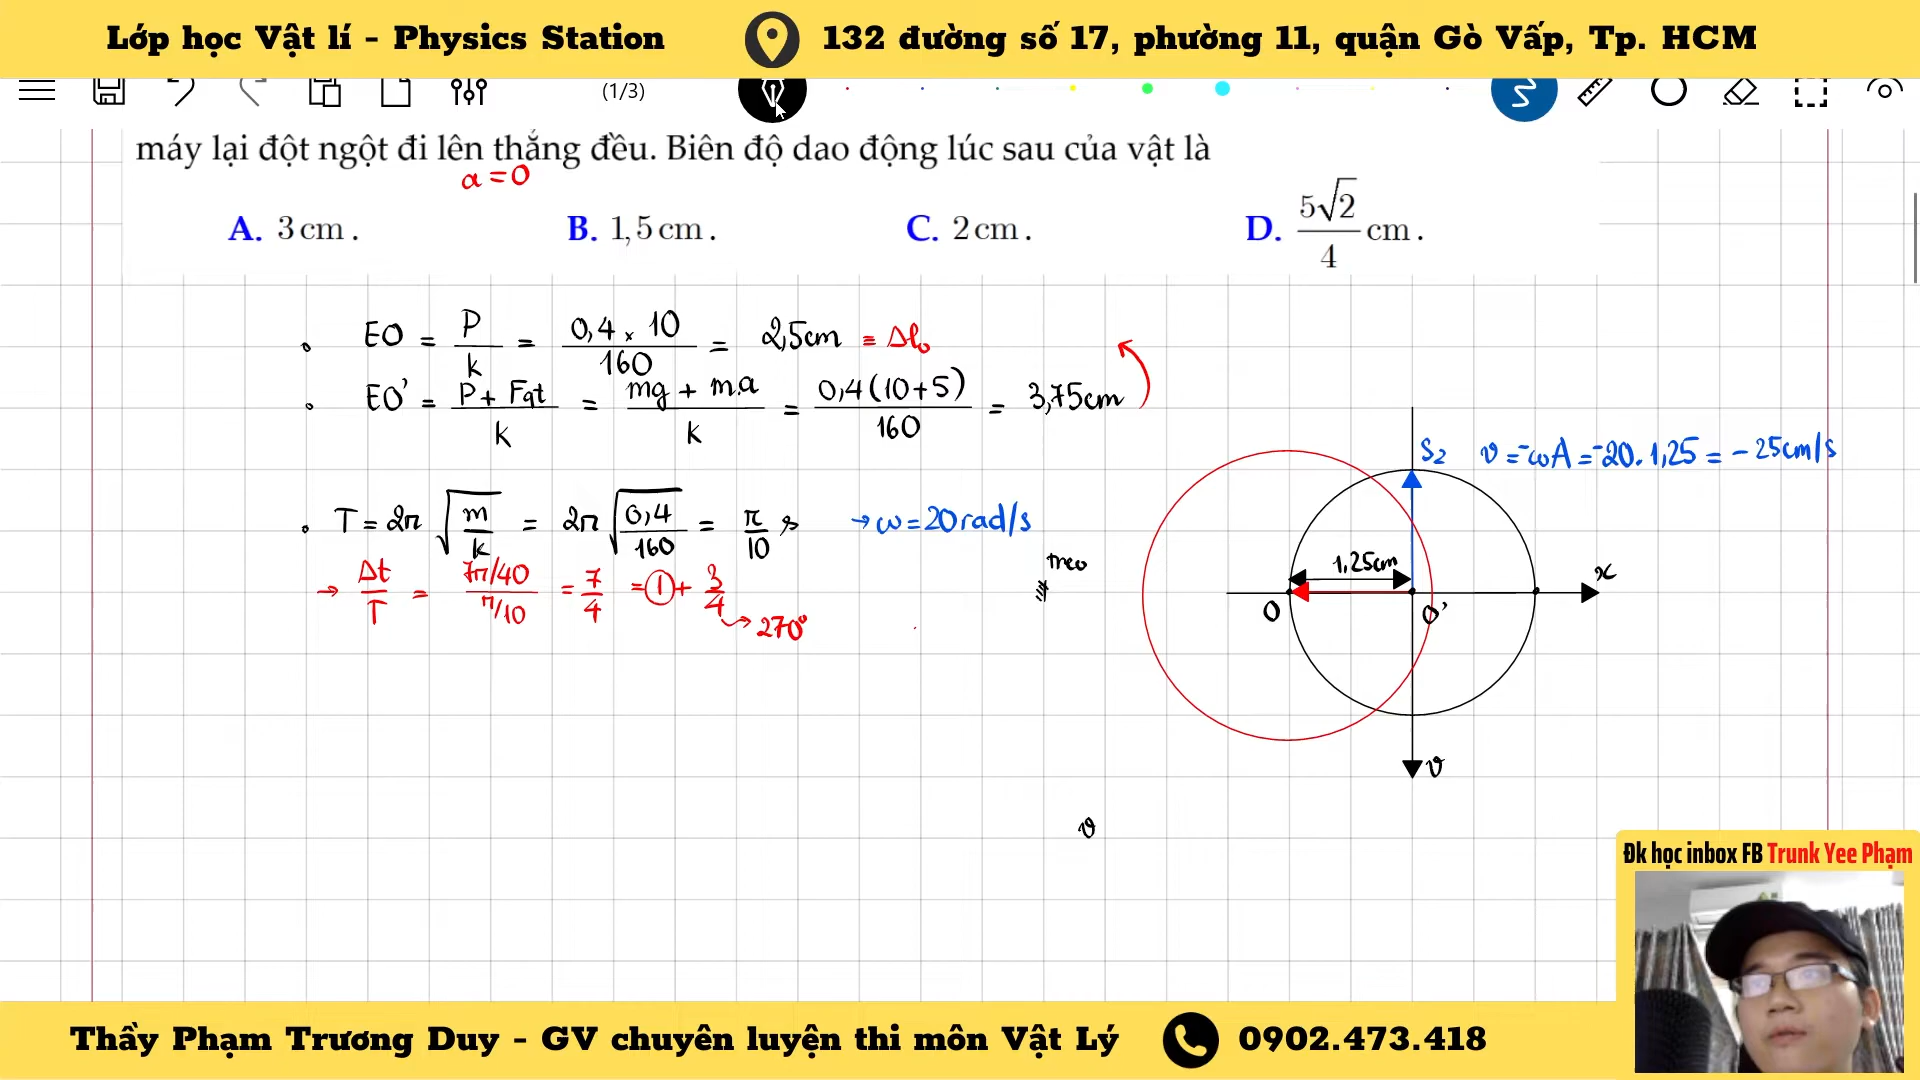 Lớp học Vật lí - Physics Station
132 đường số 17, phường 11, quận Gò Vấp, Tp. HCM
(1/3)
máy lại đột ngột đi lên thẳng đều. Biên độ dao động lúc sau của vật là
a = 0
A. 3 cm . B. 1,5 cm . C. 2 cm . D. 5√2/4 cm .
• EO = P/k = 0,4 × 10/160 = 2,5cm ≡ Δl₀
• EO' = P + Fqt/k = mg + m.a/k = 0,4(10+5)/160 = 3,75cm
S2 v = -ωA = -20.1,25 = -25cm/s
• T = 2π √(m/k) = 2π √(0,4/160) = π/10 s → ω = 20 rad/s
→ Δt/T = 7π/40/π/10 = 7/4 = 1 + 3/4
→ 270°
treo
1,25cm
x
O
O'
v
v
Đk học inbox FB Trunk Yee Phạm
Thầy Phạm Trương Duy - GV chuyên luyện thi môn Vật Lý
0902.473.418